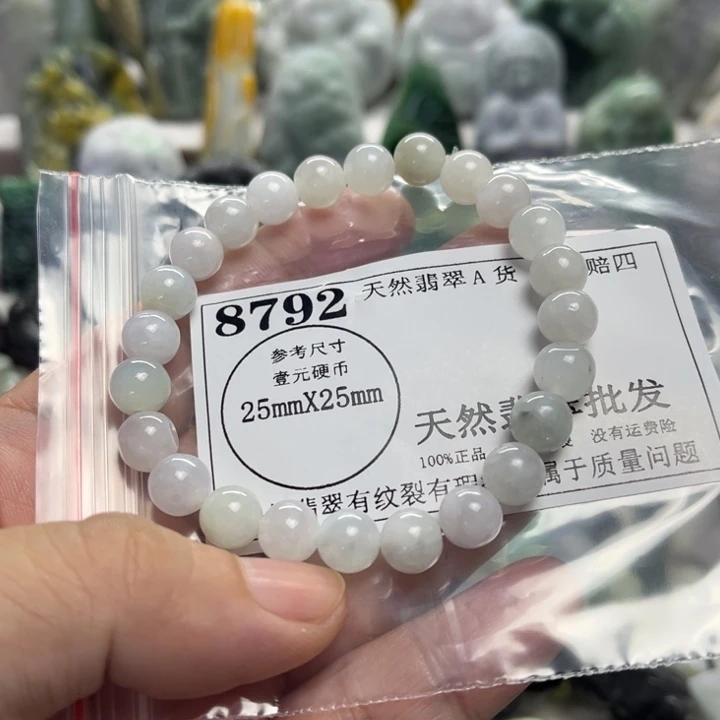 8792 天然翡翠A货 赔四
参考尺寸
壹元硬币
25mmX25mm
天然翡 批发
100%正品 没有运费险
翡翠有纹裂有 属于质量问题